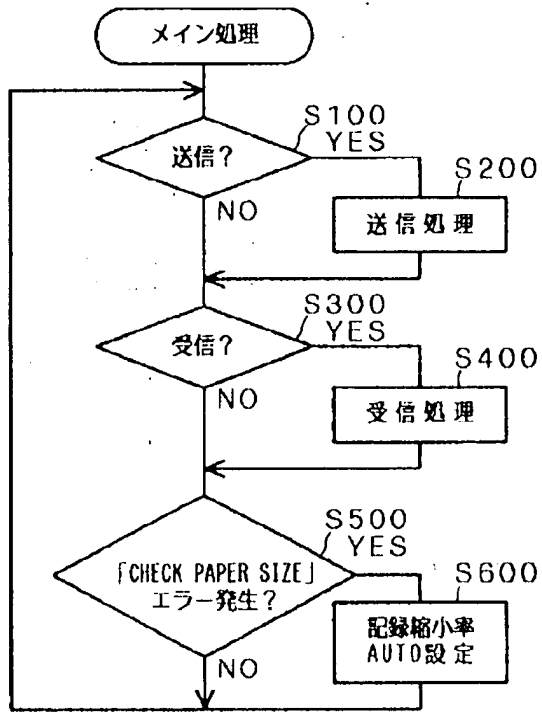 メイン処理
S100
YES
送信?
S200
NO
送信処理
S300
YES
受信?
S400
NO
受信処理
S500
YES
「CHECK PAPER SIZE」
エラー発生?
S600
記録縮小率
AUTO設定
NO